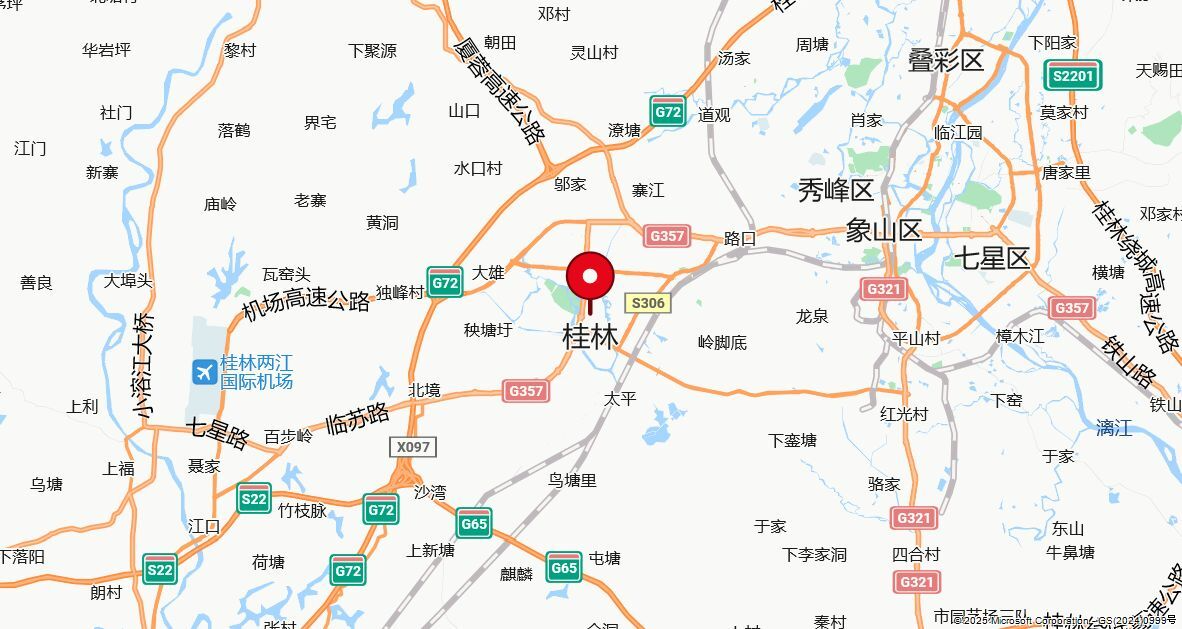 邓村
华岩坪
黎村
下聚源
朝田
灵山村
周塘
汤家
叠彩区
下阳家
S2201
天赐田
厦蓉高速公路
社门
山口
G72
道观
莫家村
落鹤
界宅
潦塘
肖家
临江园
江门
新寨
水口村
邬家
寨江
秀峰区
唐家里
庙岭
老寨
黄洞
G357
路口
象山区
七星区
邓家村
桂林绕城高速公路
善良
大埠头
瓦窑头
独峰村
G72
大雄
横塘
机场高速公路
S306
G321
G357
秧塘圩
桂林
岭脚底
龙泉
平山村
樟木江
小溶江大桥
桂林两江
国际机场
铁山路
上利
北境
G357
太平
红光村
下窑
铁山
七星路
百步岭
临苏路
漓江
X097
下銮塘
于家
上福
聂家
乌塘
鸟塘里
骆家
S22
竹枝脉
沙湾
G72
G65
江口
G321
于家
东山
下落阳
荷塘
上新塘
屯塘
下李家洞
四合村
牛鼻塘
S22
G72
麒麟
G65
G321
朗村
秦村
© 2025 Microsoft Corporation - GS(2024)0999号